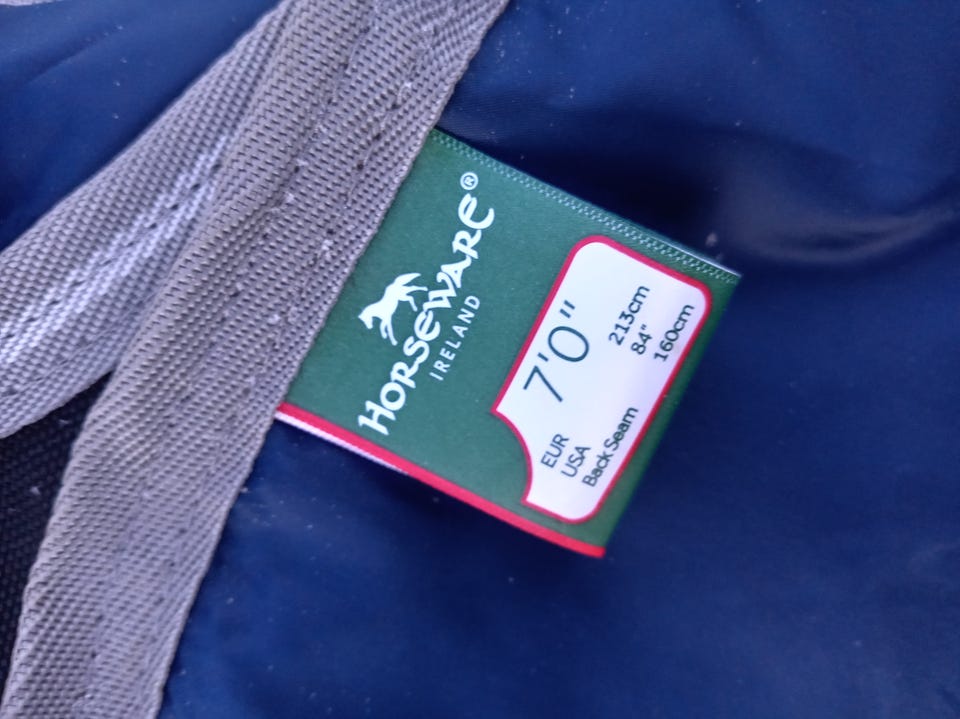 HORSEWARE®
IRELAND
7'0"
EUR 213cm
USA 84"
Back Seam 160cm